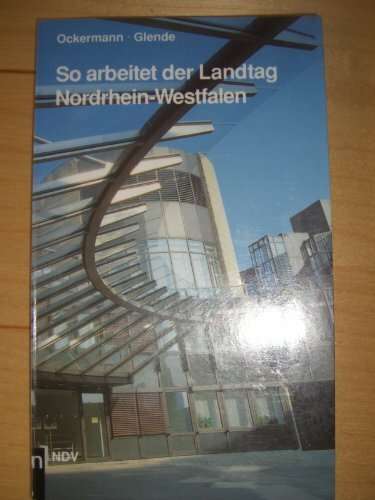 Ockermann · Glende
So arbeitet der Landtag
Nordrhein-Westfalen
n NDV